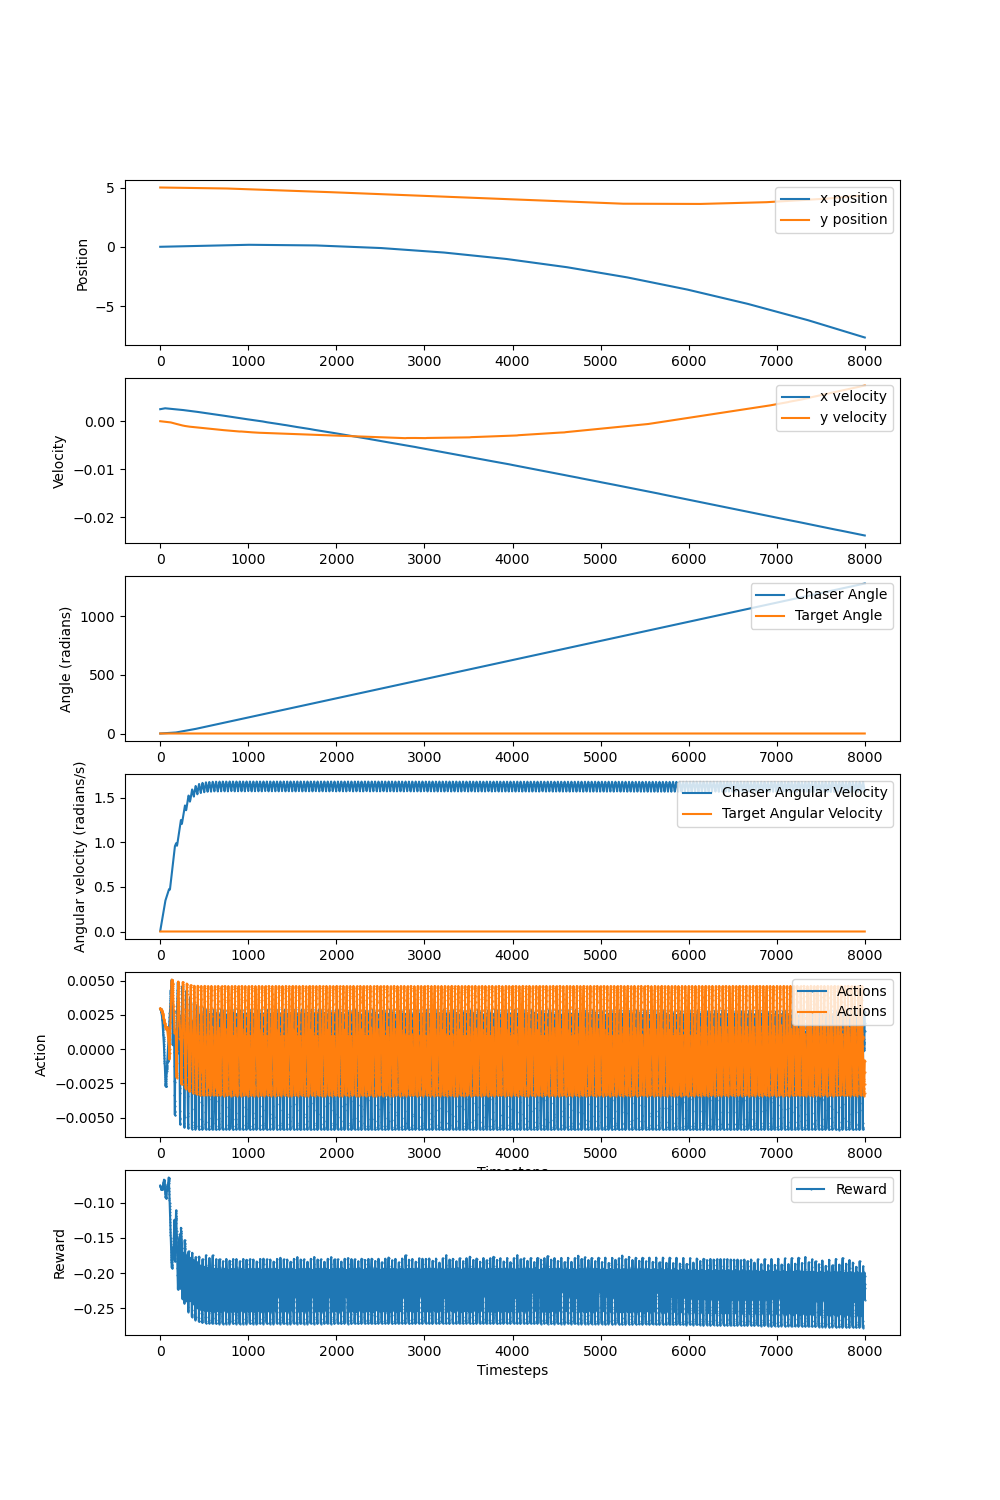 5
0
−5
Position
x position
y position
0 1000 2000 3000 4000 5000 6000 7000 8000
0.00
−0.01
−0.02
Velocity
x velocity
y velocity
0 1000 2000 3000 4000 5000 6000 7000 8000
1000
500
0
Angle (radians)
Chaser Angle
Target Angle
0 1000 2000 3000 4000 5000 6000 7000 8000
1.5
1.0
0.5
0.0
Angular velocity (radians/s)
Chaser Angular Velocity
Target Angular Velocity
0 1000 2000 3000 4000 5000 6000 7000 8000
0.0050
0.0025
0.0000
−0.0025
−0.0050
Action
Actions
Actions
0 1000 2000 3000 4000 5000 6000 7000 8000
Timesteps
−0.10
−0.15
−0.20
−0.25
Reward
Reward
0 1000 2000 3000 4000 5000 6000 7000 8000
Timesteps